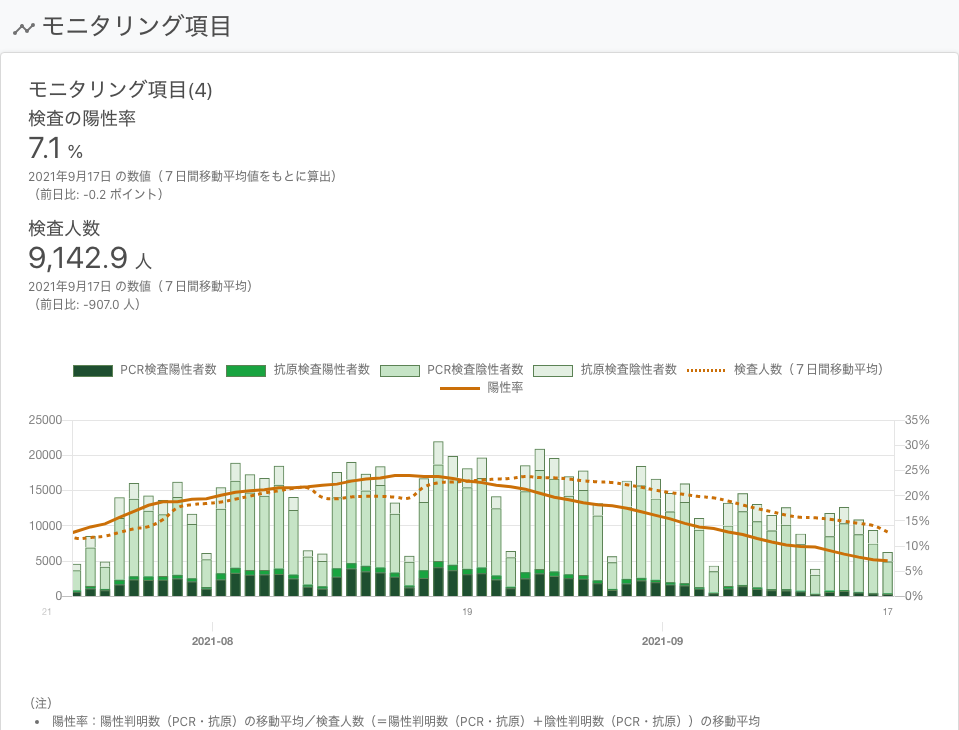 モニタリング項目
モニタリング項目(4)
検査の陽性率
7.1 %
2021年9月17日 の数値（７日間移動平均値をもとに算出）
（前日比: -0.2 ポイント）
検査人数
9,142.9 人
2021年9月17日 の数値（７日間移動平均）
（前日比: -907.0 人）
PCR検査陽性者数 抗原検査陽性者数 PCR検査陰性者数 抗原検査陰性者数 検査人数（７日間移動平均）
陽性率
25000 35%
30%
20000
25%
15000 20%
10000 15%
10%
5000
5%
0 0%
21 19 17
2021-08 2021-09
（注）
• 陽性率：陽性判明数（PCR・抗原）の移動平均／検査人数（＝陽性判明数（PCR・抗原）＋陰性判明数（PCR・抗原））の移動平均